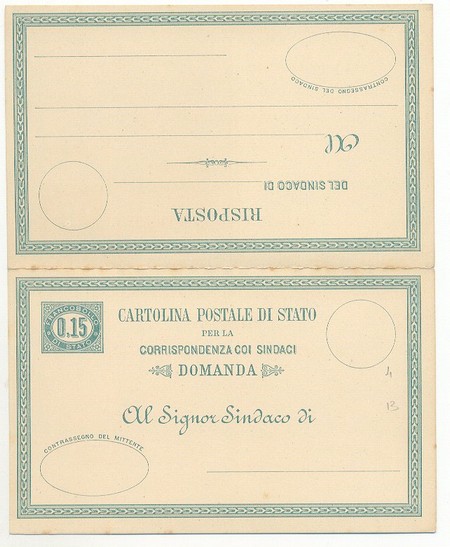 CONTRASSEGNO DEL SINDACO
Al
DEL SINDACO DI
RISPOSTA
FRANCOBOLLO
0,15
DI STATO
CARTOLINA POSTALE DI STATO
PER LA
CORRISPONDENZA COI SINDACI
DOMANDA
Al Signor Sindaco di
CONTRASSEGNO DEL MITTENTE
4
13